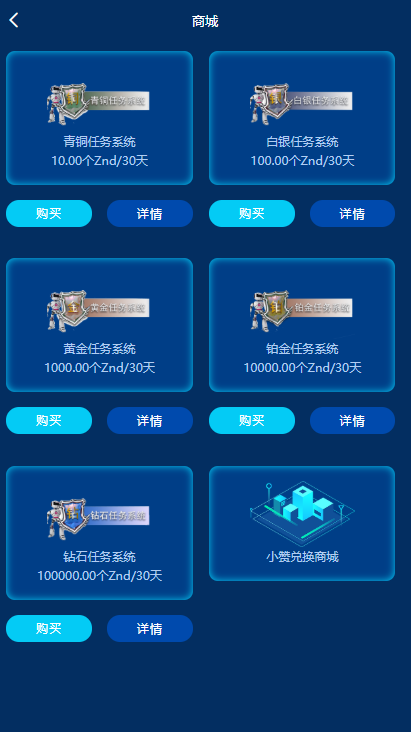 商城
青铜任务系统
青铜任务系统
10.00个Znd/30天
白银任务系统
白银任务系统
100.00个Znd/30天
购买
详情
购买
详情
黄金任务系统
黄金任务系统
1000.00个Znd/30天
铂金任务系统
铂金任务系统
10000.00个Znd/30天
购买
详情
购买
详情
钻石任务系统
钻石任务系统
100000.00个Znd/30天
小赞兑换商城
购买
详情